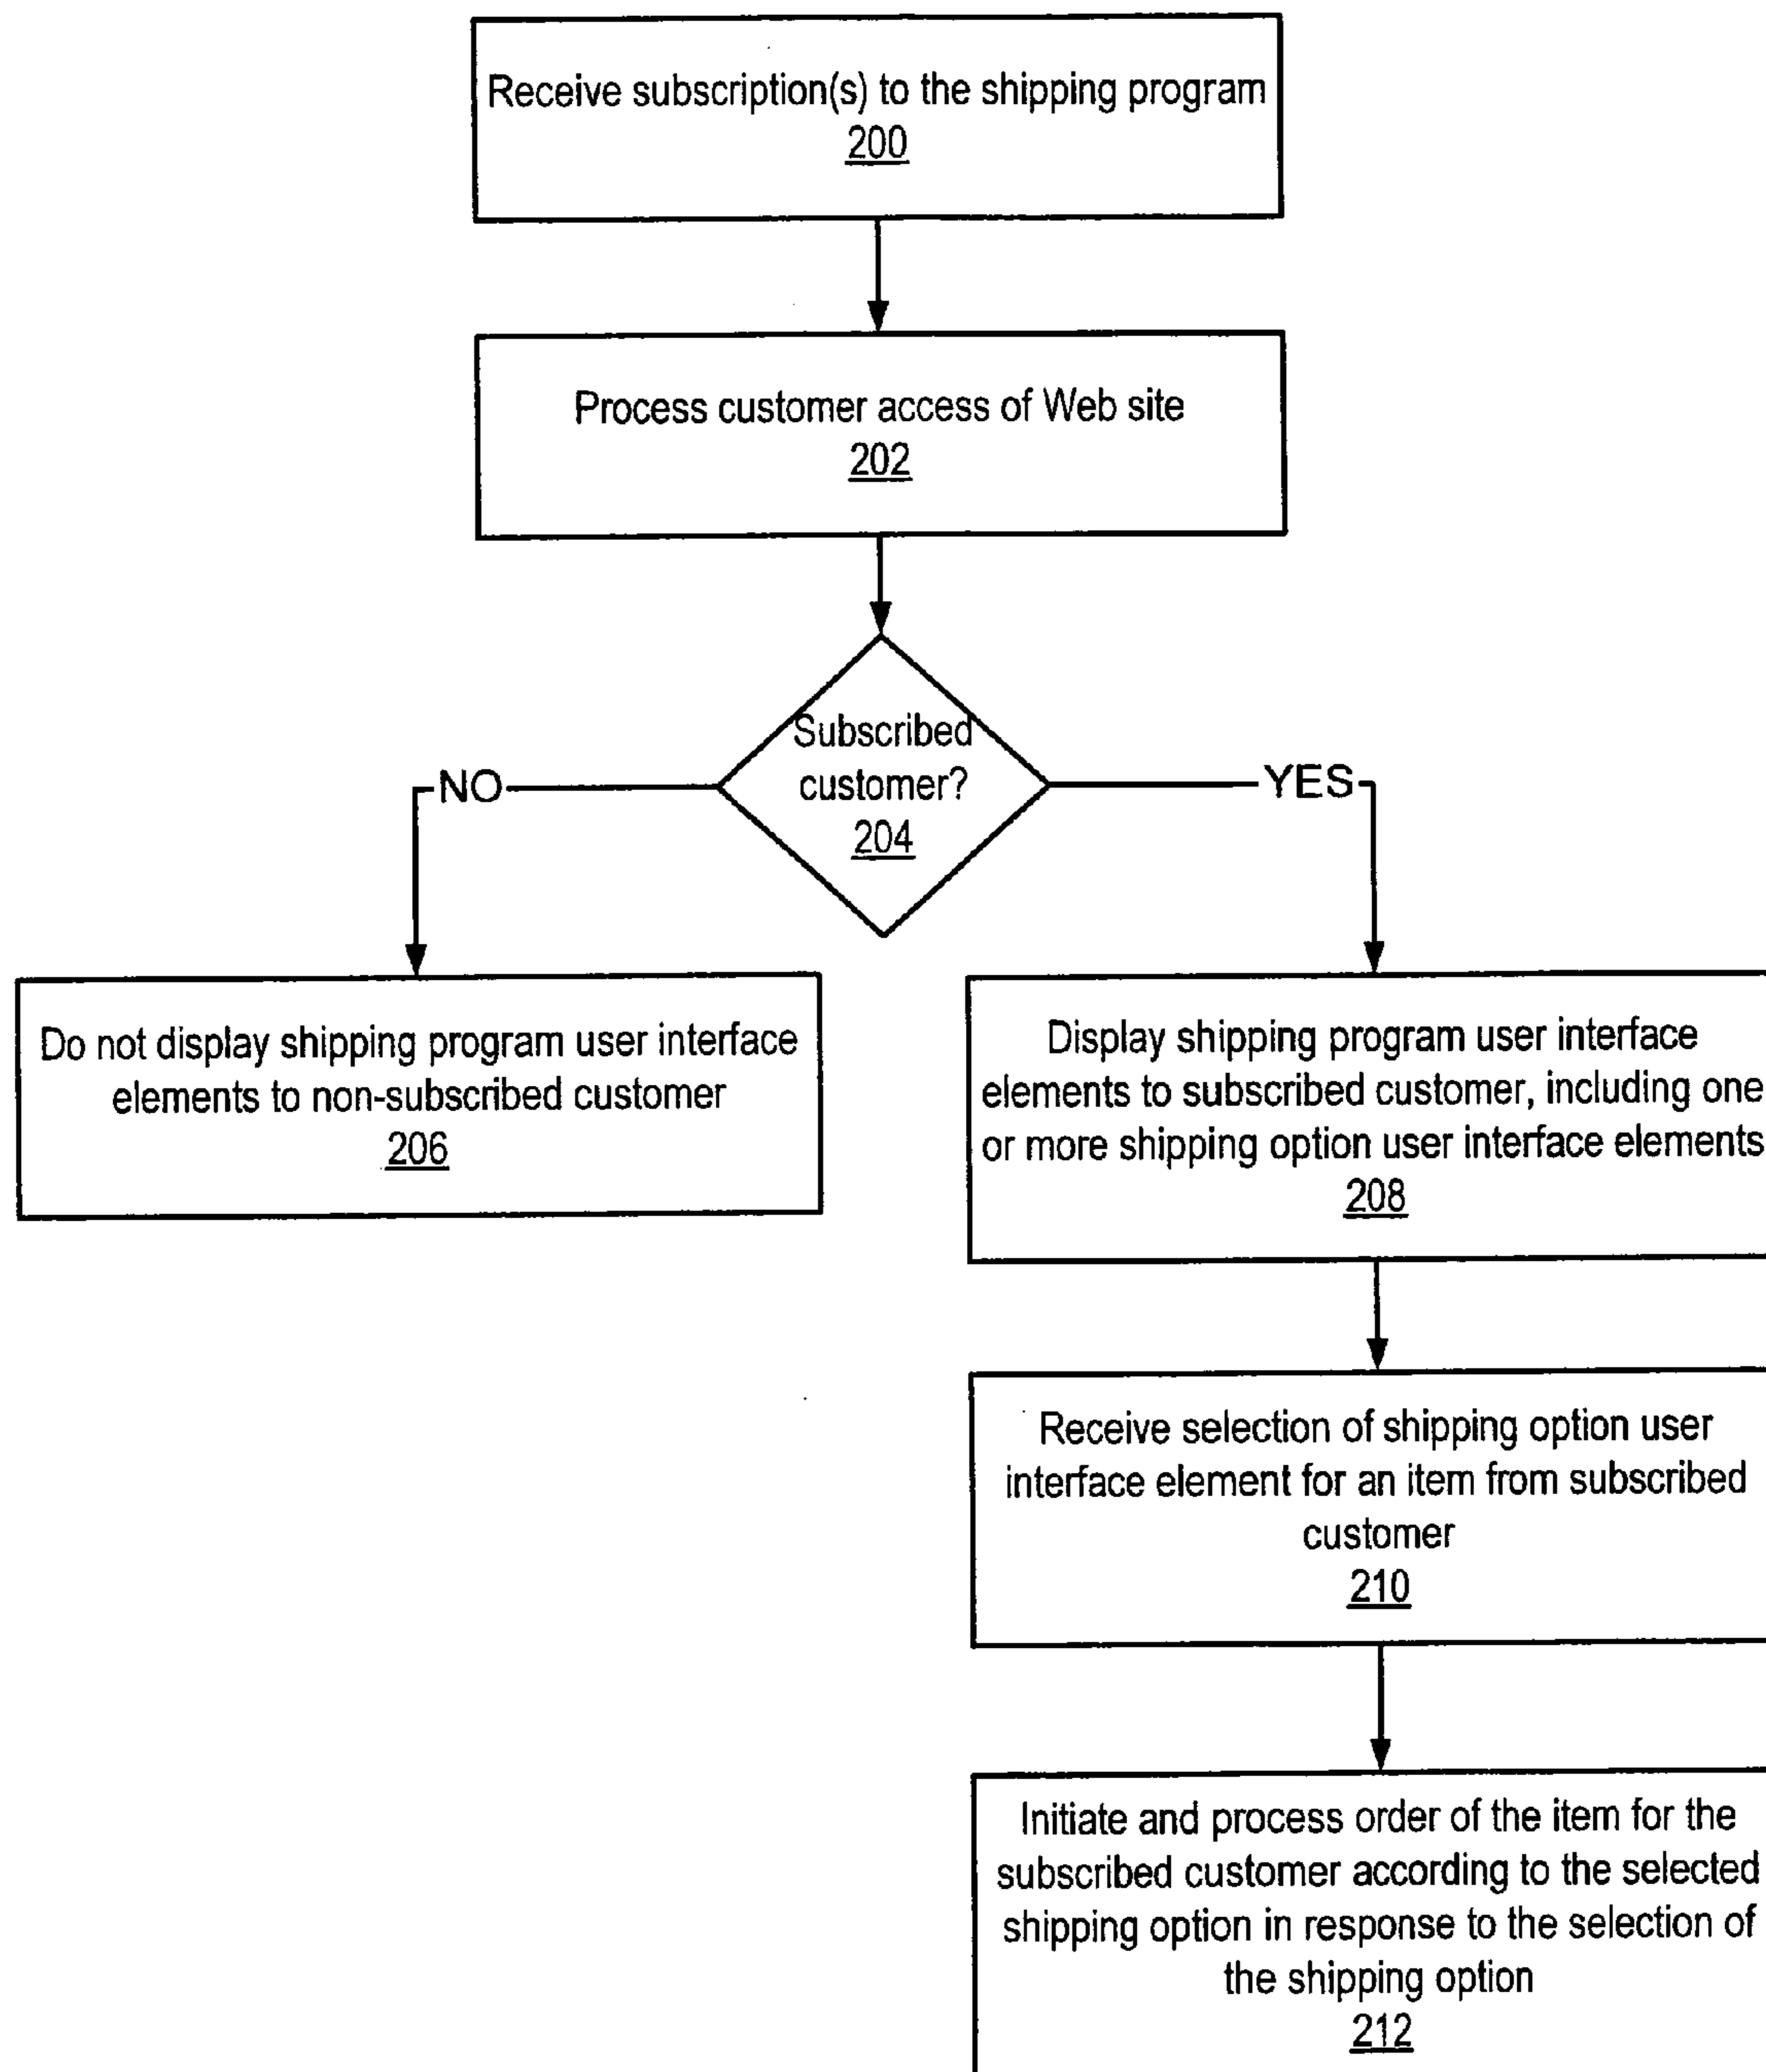 Receive subscription(s) to the shipping program
200
Process customer access of Web site
202
Subscribed
customer?
204
NO
YES
Do not display shipping program user interface
elements to non-subscribed customer
206
Display shipping program user interface
elements to subscribed customer, including one
or more shipping option user interface elements
208
Receive selection of shipping option user
interface element for an item from subscribed
customer
210
Initiate and process order of the item for the
subscribed customer according to the selected
shipping option in response to the selection of
the shipping option
212